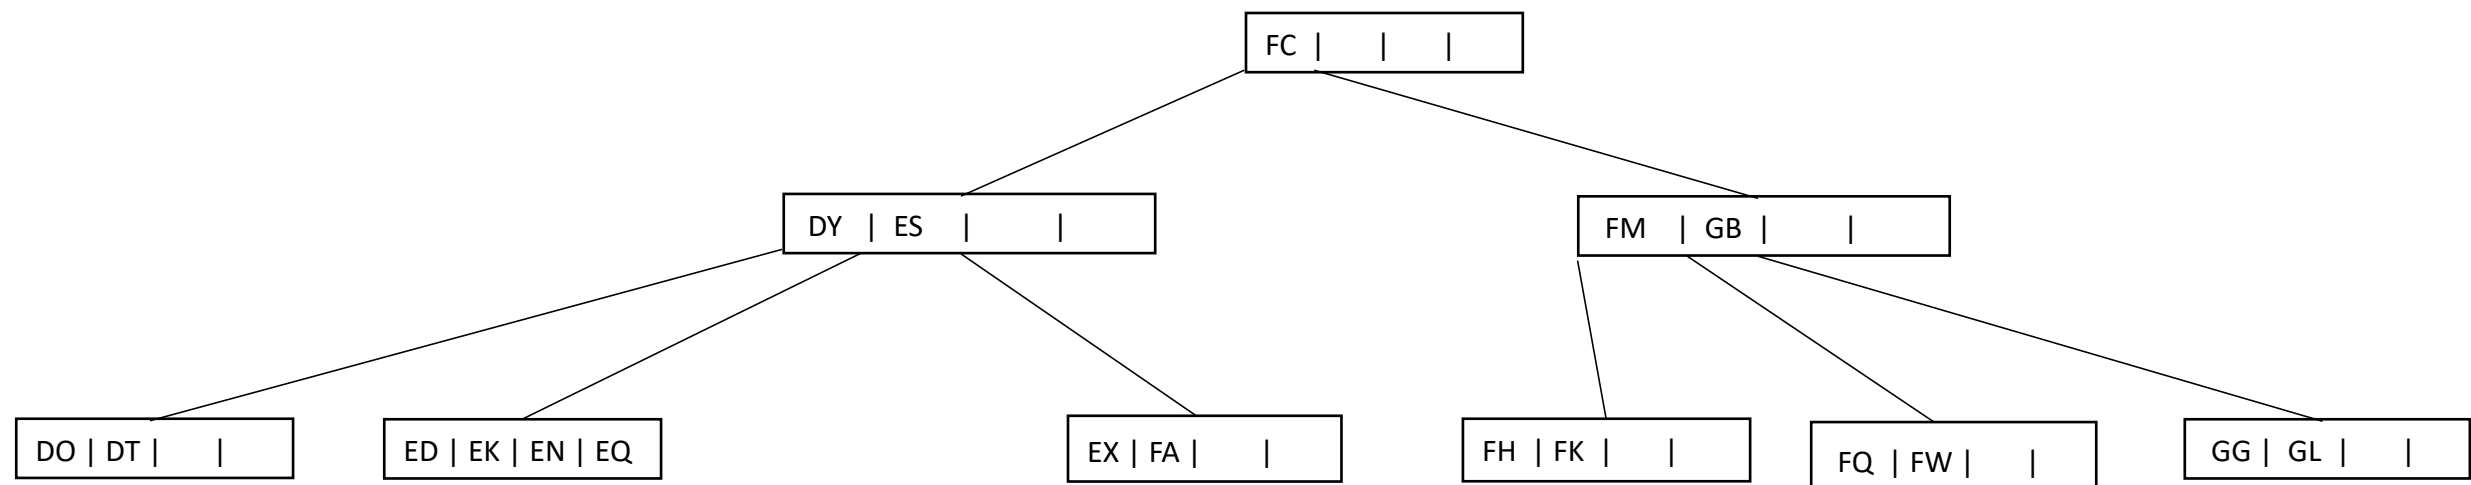 FC | | |
DY | ES | |
FM | GB | |
DO | DT | |
ED | EK | EN | EQ
EX | FA | |
FH | FK | |
FQ | FW | |
GG | GL | |